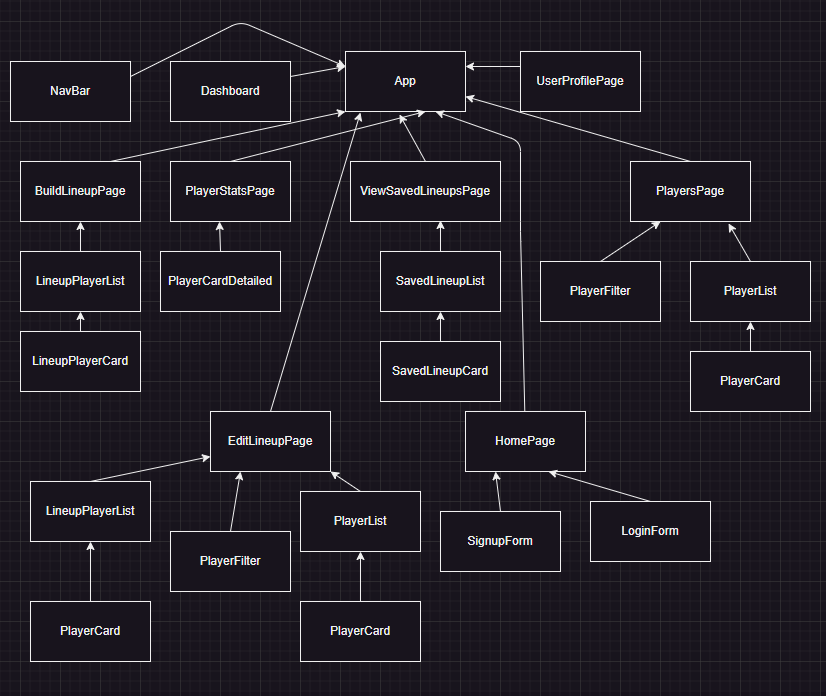 NavBar
Dashboard
App
UserProfilePage
BuildLineupPage
PlayerStatsPage
ViewSavedLineupsPage
PlayersPage
LineupPlayerList
PlayerCardDetailed
SavedLineupList
PlayerFilter
PlayerList
LineupPlayerCard
SavedLineupCard
PlayerCard
EditLineupPage
HomePage
LineupPlayerList
PlayerList
SignupForm
LoginForm
PlayerFilter
PlayerCard
PlayerCard